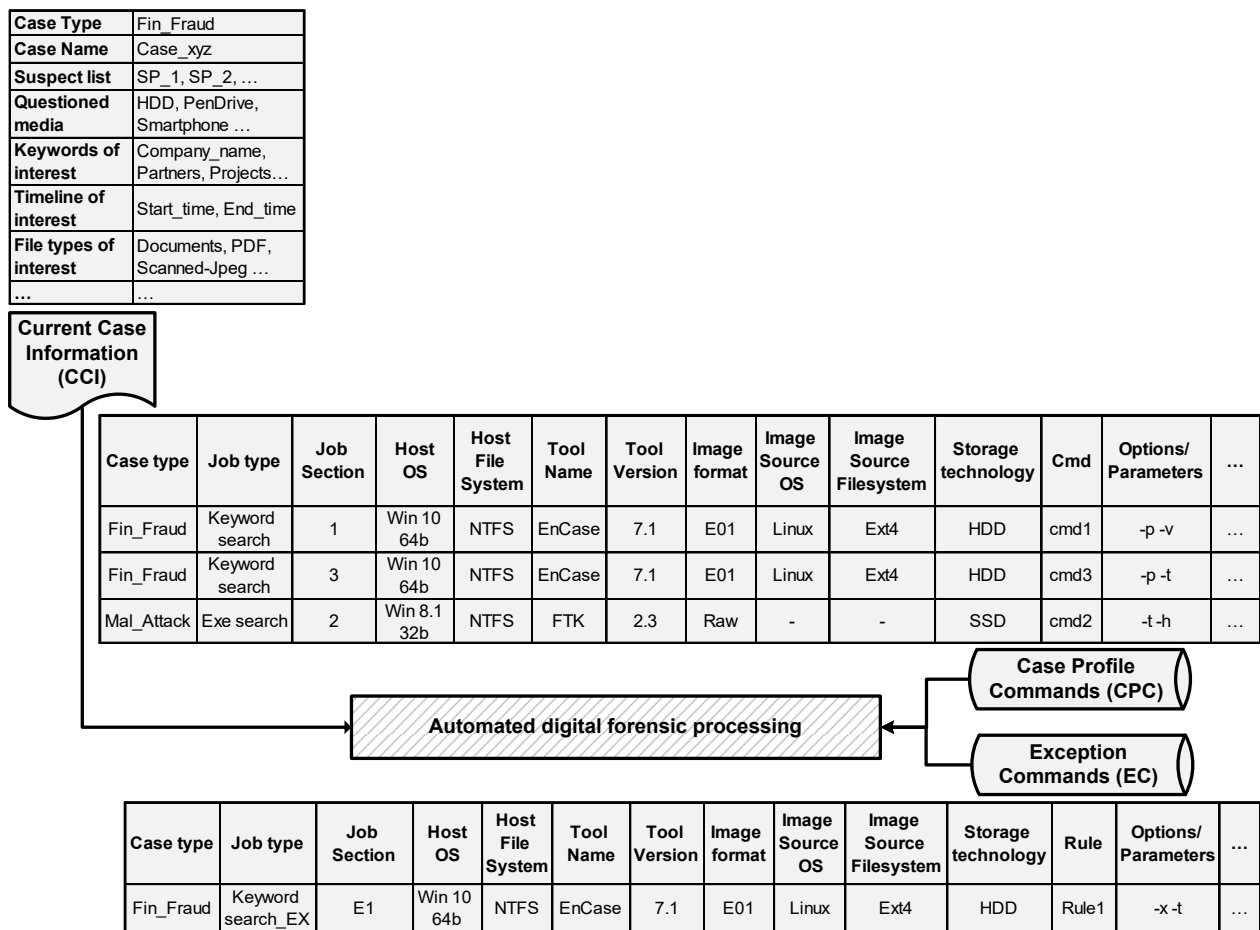 Case Type Fin_Fraud
Case Name Case_xyz
Suspect list SP_1, SP_2, …
Questioned media HDD, PenDrive, Smartphone …
Keywords of interest Company_name, Partners, Projects…
Timeline of interest Start_time, End_time
File types of interest Documents, PDF, Scanned-Jpeg …
… …
Current Case
Information
(CCI)
Case type Job type Job Section Host OS Host File System Tool Name Tool Version Image format Image Source OS Image Source Filesystem Storage technology Cmd Options/ Parameters …
Fin_Fraud Keyword search 1 Win 10 64b NTFS EnCase 7.1 E01 Linux Ext4 HDD cmd1 -p -v …
Fin_Fraud Keyword search 3 Win 10 64b NTFS EnCase 7.1 E01 Linux Ext4 HDD cmd3 -p -t …
Mal_Attack Exe search 2 Win 8.1 32b NTFS FTK 2.3 Raw - - SSD cmd2 -t -h …
Case Profile
Commands (CPC)
Automated digital forensic processing
Exception
Commands (EC)
Case type Job type Job Section Host OS Host File System Tool Name Tool Version Image format Image Source OS Image Source Filesystem Storage technology Rule Options/ Parameters …
Fin_Fraud Keyword search_EX E1 Win 10 64b NTFS EnCase 7.1 E01 Linux Ext4 HDD Rule1 -x -t …